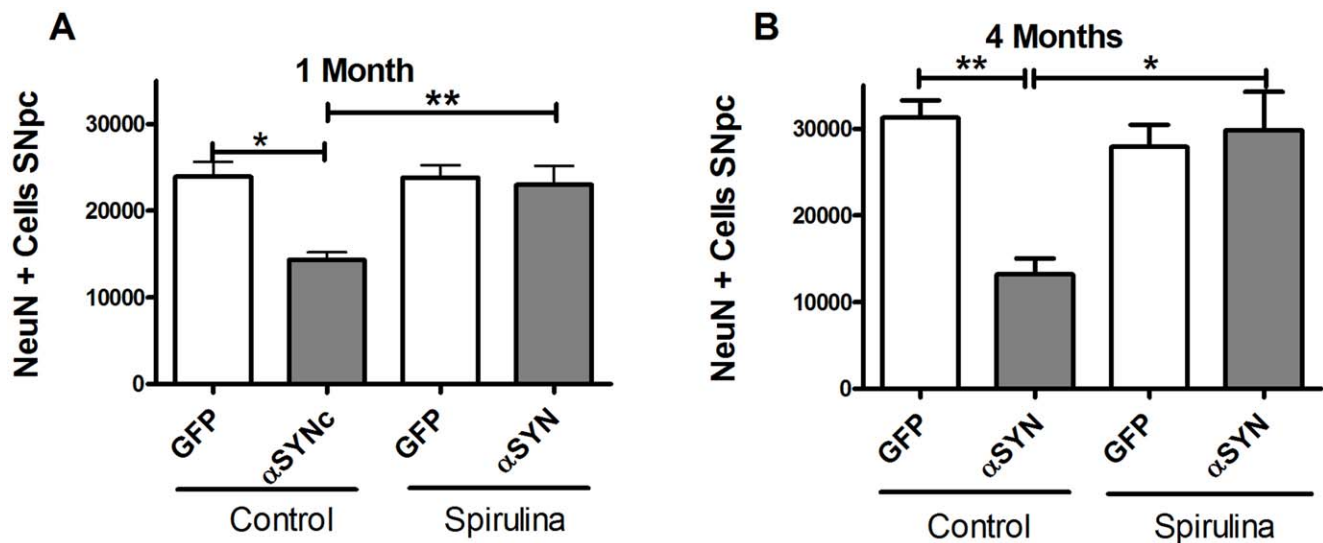 A
1 Month
**
*
NeuN + Cells SNpc
30000
20000
10000
0
GFP
αSYNc
GFP
αSYN
Control
Spirulina
B
4 Months
**
*
NeuN + Cells SNpc
30000
20000
10000
0
GFP
αSYN
GFP
αSYN
Control
Spirulina